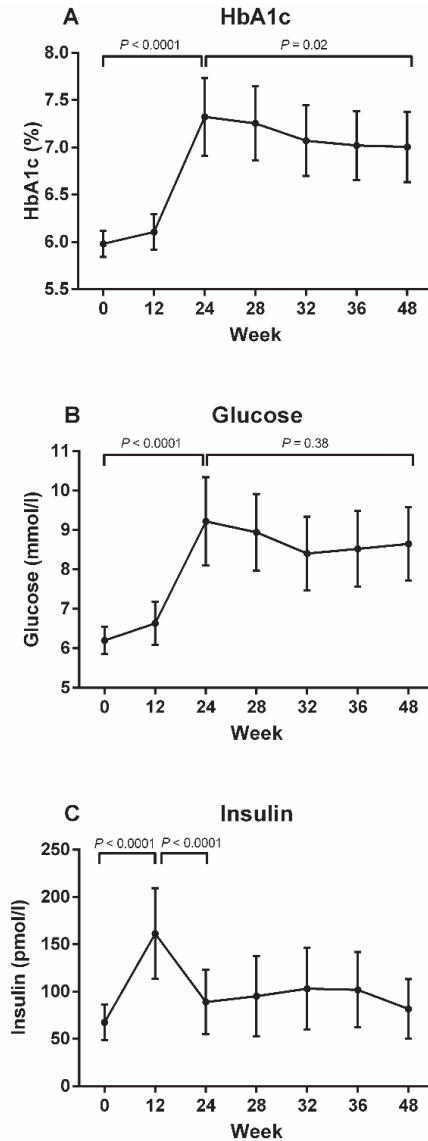 A HbA1c
P < 0.0001 P = 0.02
8.0
7.5
7.0
6.5
6.0
5.5
HbA1c (%)
0 12 24 28 32 36 48
Week
B Glucose
P < 0.0001 P = 0.38
11
10
9
8
7
6
5
Glucose (mmol/l)
0 12 24 28 32 36 48
Week
C Insulin
P < 0.0001 P < 0.0001
250
200
150
100
50
0
Insulin (pmol/l)
0 12 24 28 32 36 48
Week